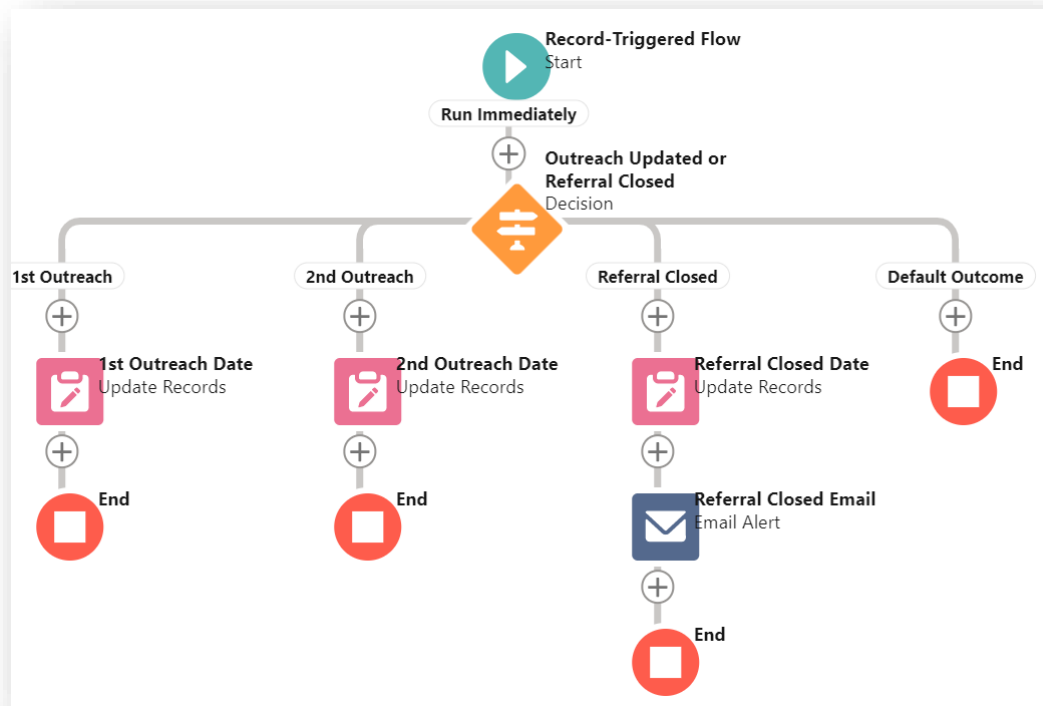 Record-Triggered Flow
Start
Run Immediately
Outreach Updated or
Referral Closed
Decision
1st Outreach
2nd Outreach
Referral Closed
Default Outcome
1st Outreach Date
Update Records
2nd Outreach Date
Update Records
Referral Closed Date
Update Records
End
End
End
Referral Closed Email
Email Alert
End